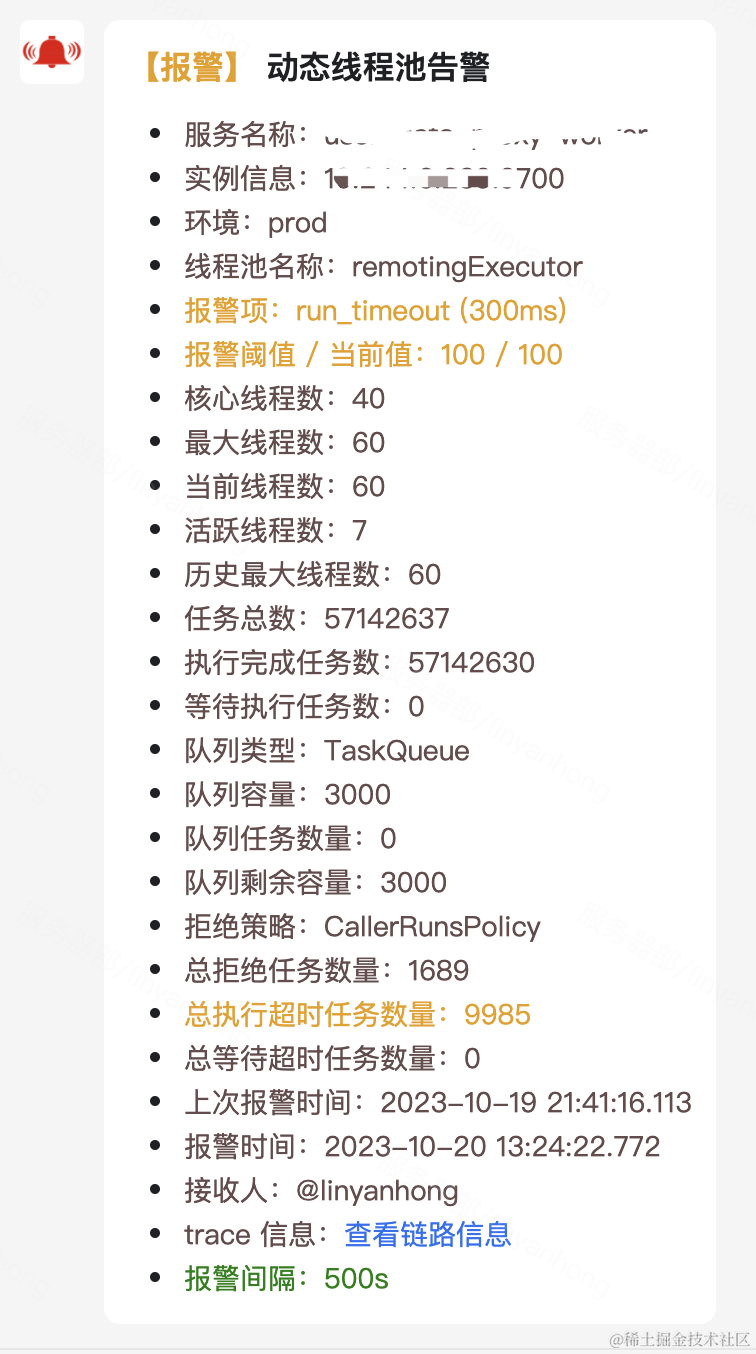 【报警】 动态线程池告警
服务名称：
实例信息：
环境：prod
线程池名称：remotingExecutor
报警项：run_timeout (300ms)
报警阈值 / 当前值：100 / 100
核心线程数：40
最大线程数：60
当前线程数：60
活跃线程数：7
历史最大线程数：60
任务总数：57142637
执行完成任务数：57142630
等待执行任务数：0
队列类型：TaskQueue
队列容量：3000
队列任务数量：0
队列剩余容量：3000
拒绝策略：CallerRunsPolicy
总拒绝任务数量：1689
总执行超时任务数量：9985
总等待超时任务数量：0
上次报警时间：2023-10-19 21:41:16.113
报警时间：2023-10-20 13:24:22.772
接收人：@linyanhong
trace 信息：查看链路信息
报警间隔：500s
@稀土掘金技术社区